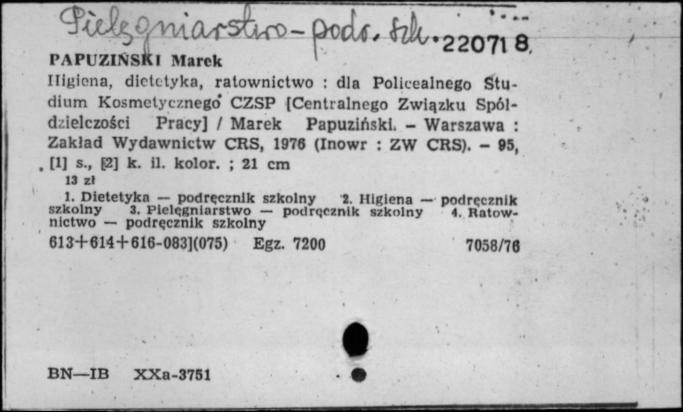 Pielęgniarstwo - podr. szk. 220718
PAPUZIŃSKI Marek
Higiena, dietetyka, ratownictwo : dla Policealnego Stu-
dium Kosmetycznego CZSP [Centralnego Związku Spół-
dzielczości Pracy] / Marek Papuziński. — Warszawa :
Zakład Wydawnictw CRS, 1976 (Inowr : ZW CRS). — 95,
[1] s., [2] k. il. kolor. ; 21 cm
13 zł
1. Dietetyka — podręcznik szkolny 2. Higiena — podręcznik
szkolny 3. Pielęgniarstwo — podręcznik szkolny 4. Ratow-
nictwo — podręcznik szkolny
613+614+616-083](075) Egz. 7200 7058/76
BN—IB XXa-3751